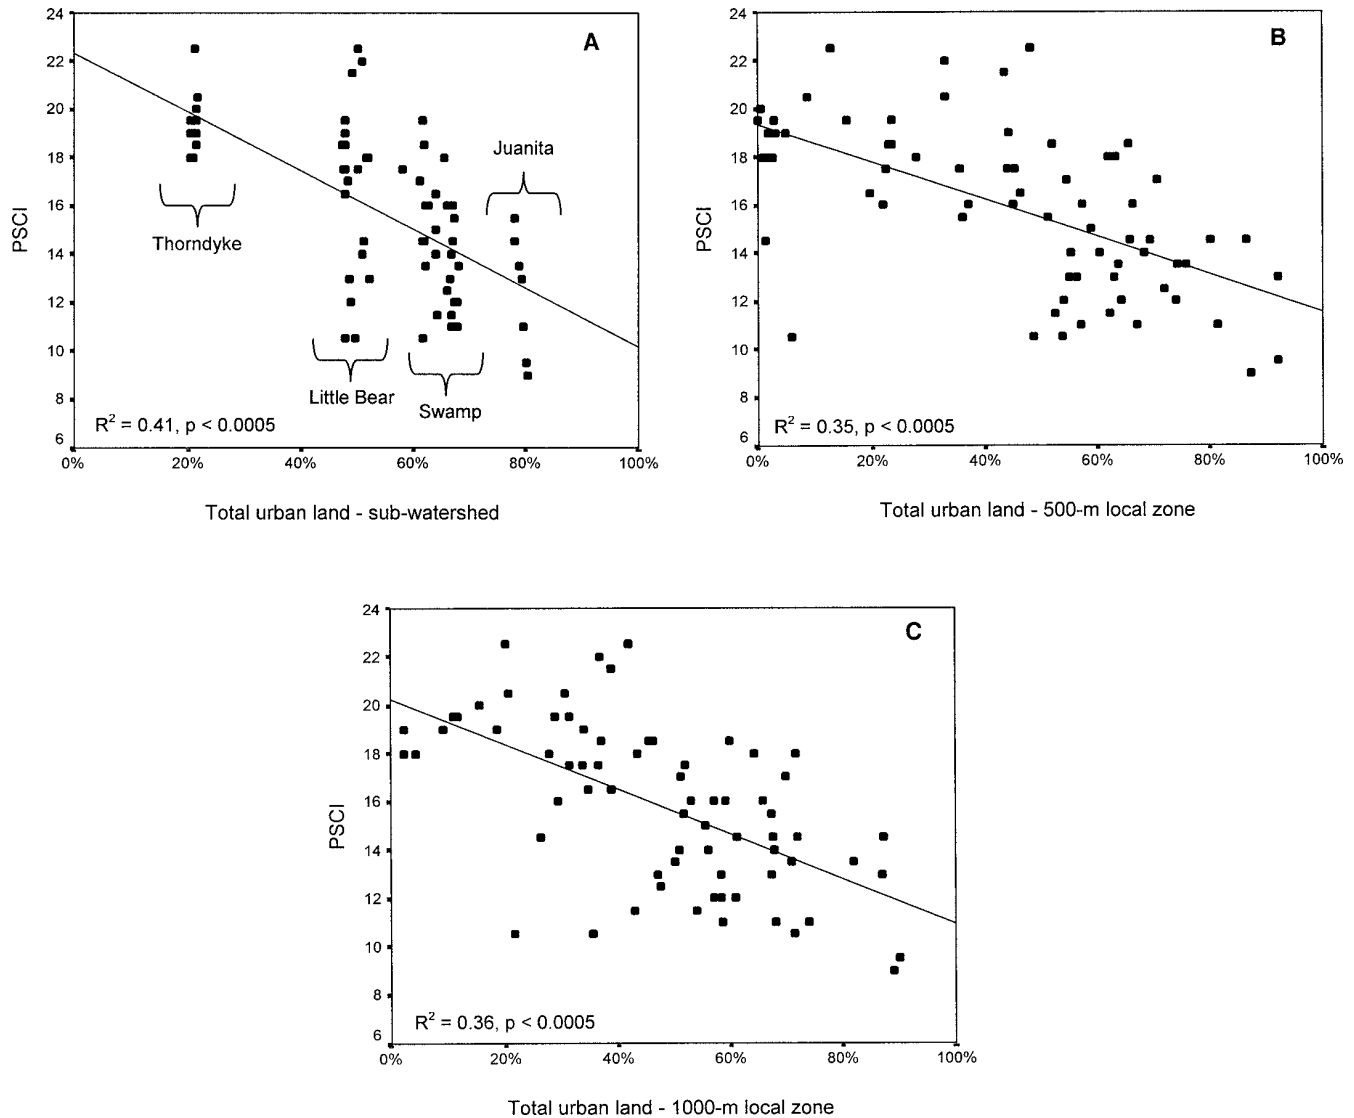 A
24
22
20
18
16
14
12
10
8
6
PSCI
Thorndyke
Juanita
Little Bear
Swamp
R² = 0.41, p < 0.0005
0% 20% 40% 60% 80% 100%
Total urban land - sub-watershed
B
24
22
20
18
16
14
12
10
8
6
PSCI
R² = 0.35, p < 0.0005
0% 20% 40% 60% 80% 100%
Total urban land - 500-m local zone
C
24
22
20
18
16
14
12
10
8
6
PSCI
R² = 0.36, p < 0.0005
0% 20% 40% 60% 80% 100%
Total urban land - 1000-m local zone